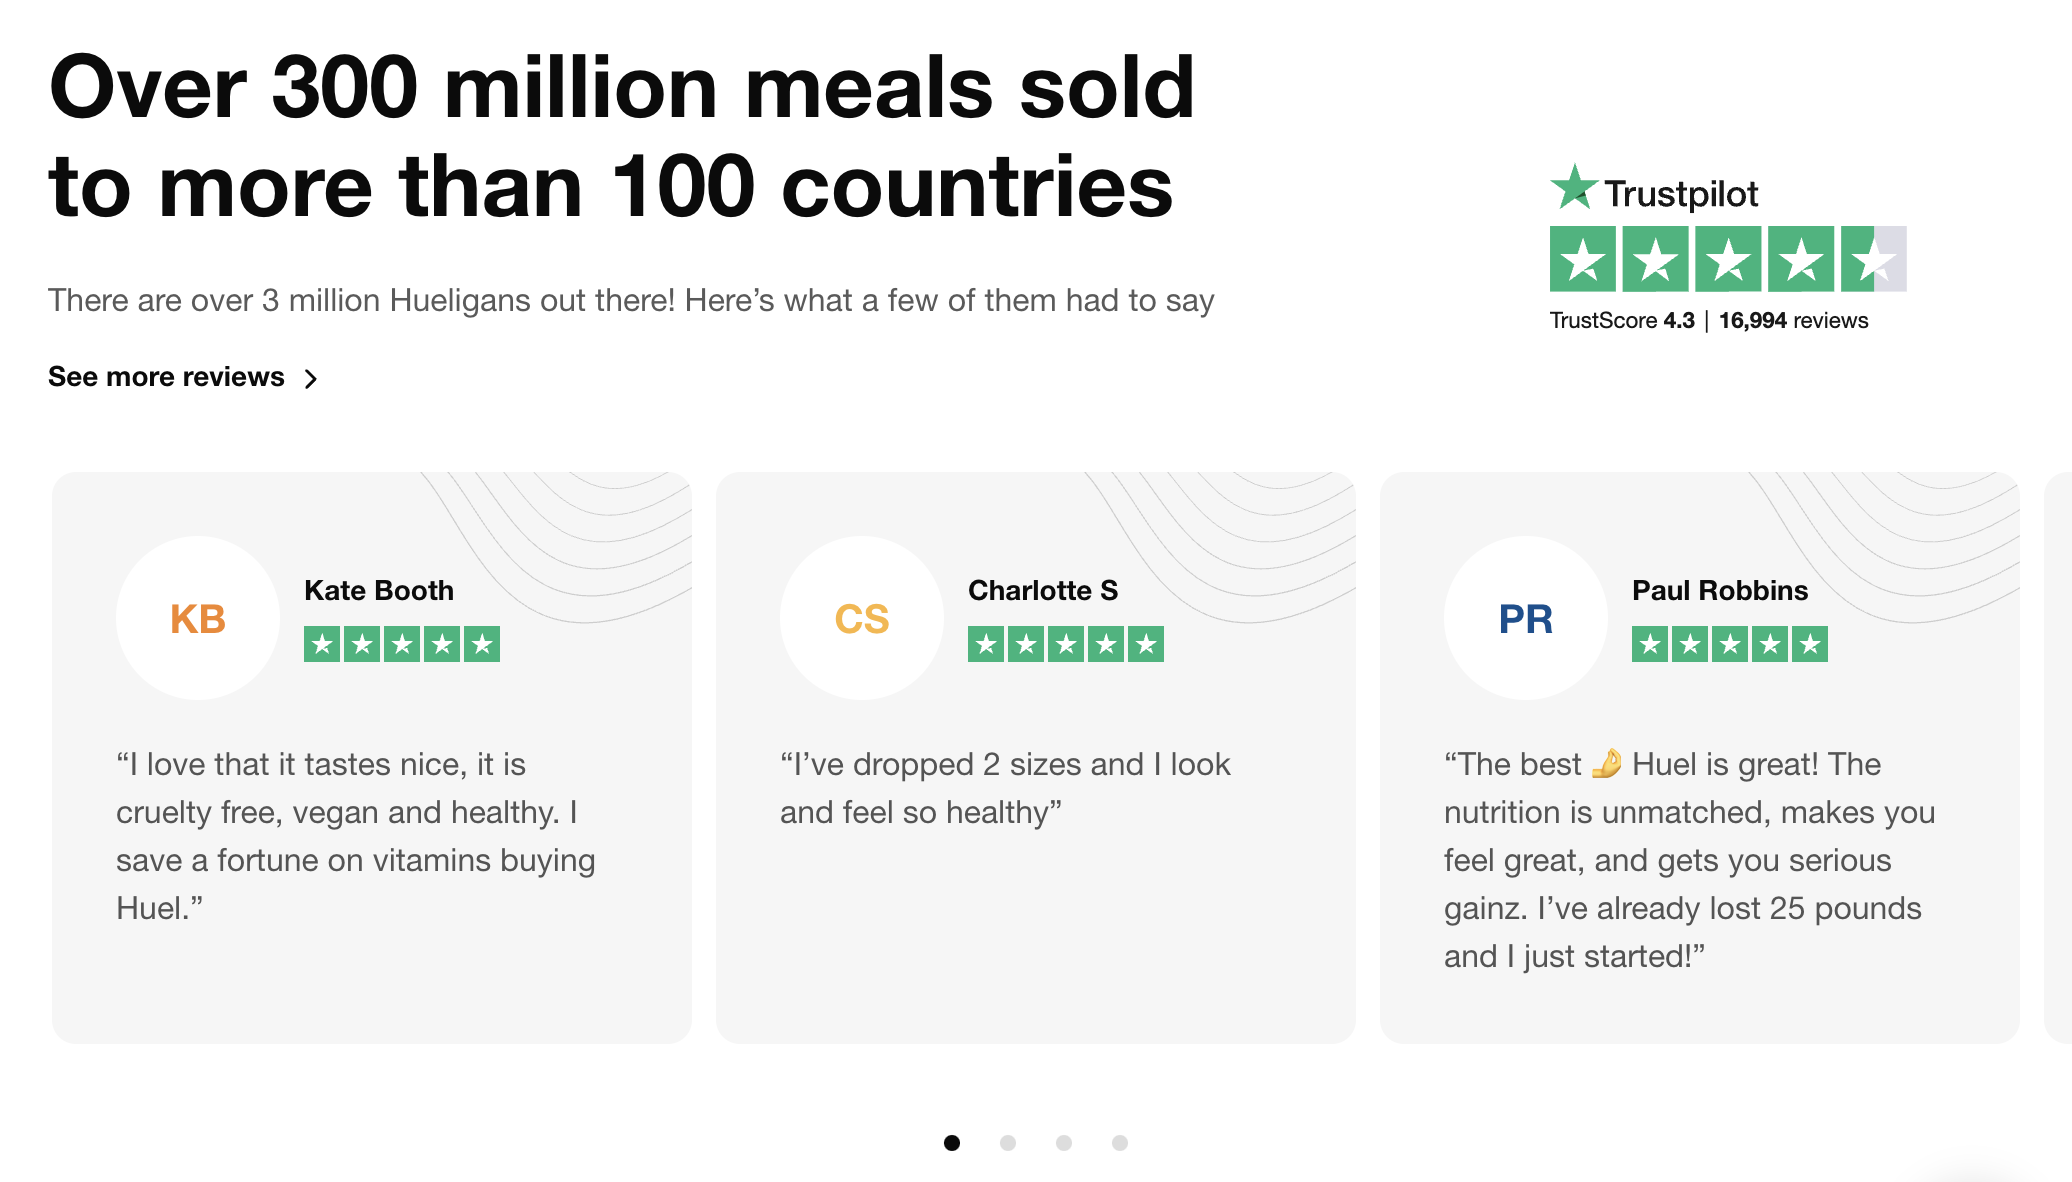 Over 300 million meals sold
to more than 100 countries
There are over 3 million Hueligans out there! Here’s what a few of them had to say
See more reviews
Trustpilot
TrustScore 4.3 | 16,994 reviews
KB
Kate Booth
“I love that it tastes nice, it is
cruelty free, vegan and healthy. I
save a fortune on vitamins buying
Huel.”
CS
Charlotte S
“I’ve dropped 2 sizes and I look
and feel so healthy”
PR
Paul Robbins
“The best 🤌 Huel is great! The
nutrition is unmatched, makes you
feel great, and gets you serious
gainz. I’ve already lost 25 pounds
and I just started!”